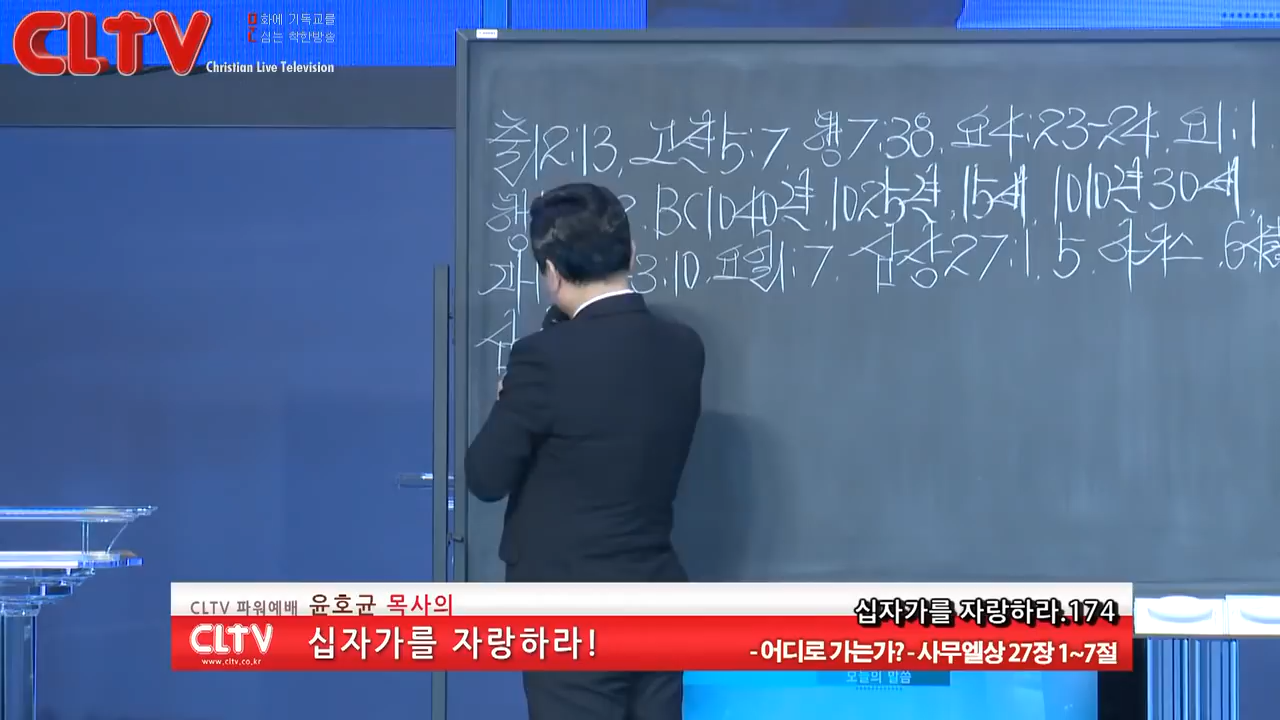 CLTV
화에 기독교를
심는 착한방송
Christian Live Television
출12:13. 고전5:7. 행7:38. 요4:23-24. 요1:1.
BC1040년. 1025년. 15세. 1010년 30세.
3:10. 요일1:7. 삼상27:1. 5. 6
삼
CLTV 파워예배 윤호균 목사의
십자가를 자랑하라.174
CLTV
www.cltv.co.kr
십자가를 자랑하라!
- 어디로 가는가? - 사무엘상 27장 1~7절
오늘의 말씀